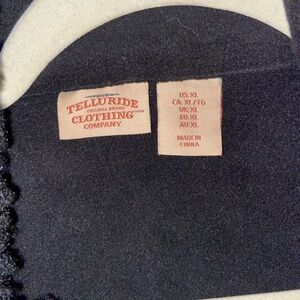 TELLURIDE
ORIGINAL BRAND
CLOTHING
COMPANY
US:XL
CA:XL/TG
UK:XL
EU:XL
AU:XL
MADE IN
CHINA